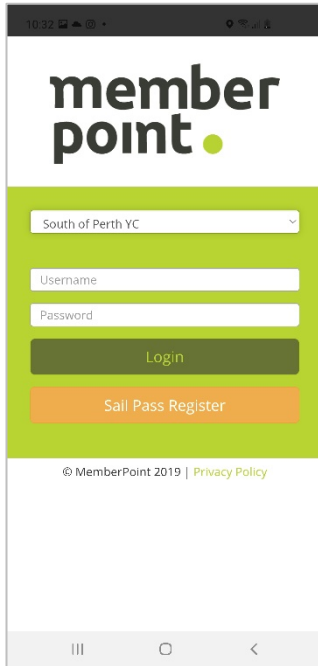 10:32
member
point.
South of Perth YC
Username
Password
Login
Sail Pass Register
© MemberPoint 2019 | Privacy Policy